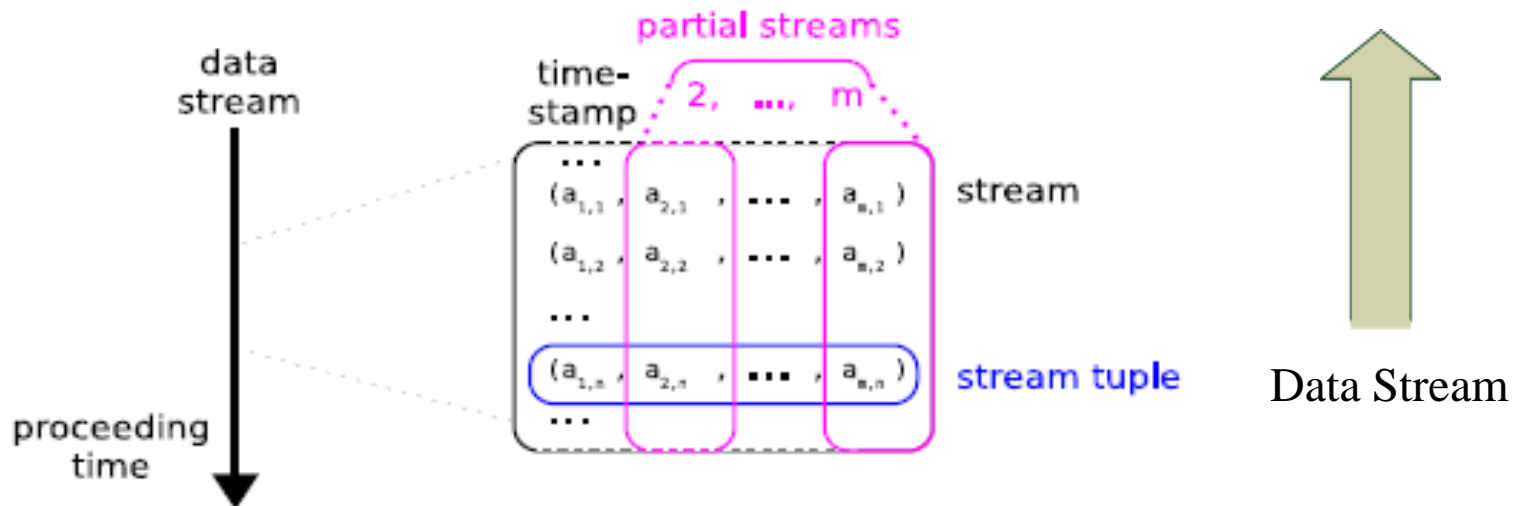 partial streams
data
stream
time-
stamp
2, ..., m
...
(a1,1, a2,1, ..., am,1)
stream
(a1,2, a2,2, ..., am,2)
...
(a1,n, a2,n, ..., am,n)
stream tuple
...
proceeding
time
Data Stream